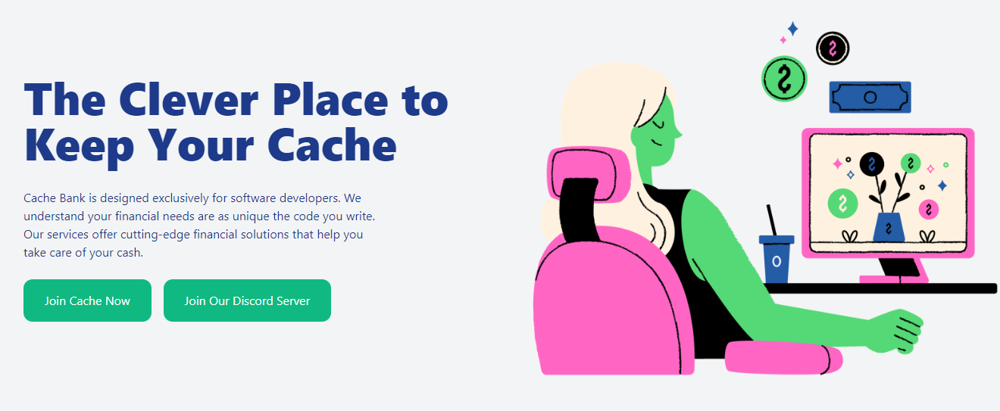 The Clever Place to
Keep Your Cache
Cache Bank is designed exclusively for software developers. We
understand your financial needs are as unique the code you write.
Our services offer cutting-edge financial solutions that help you
take care of your cash.
Join Cache Now
Join Our Discord Server